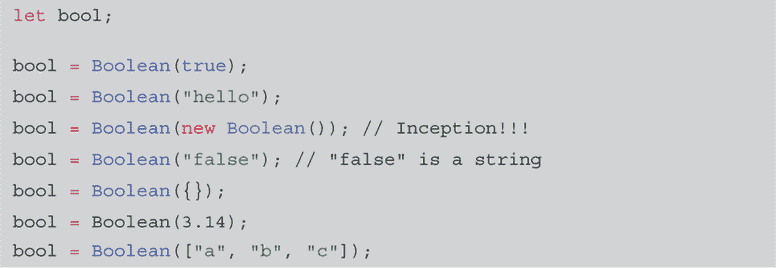 let bool;
bool = Boolean(true);
bool = Boolean("hello");
bool = Boolean(new Boolean()); // Inception!!!
bool = Boolean("false"); // "false" is a string
bool = Boolean({});
bool = Boolean(3.14);
bool = Boolean(["a", "b", "c"]);